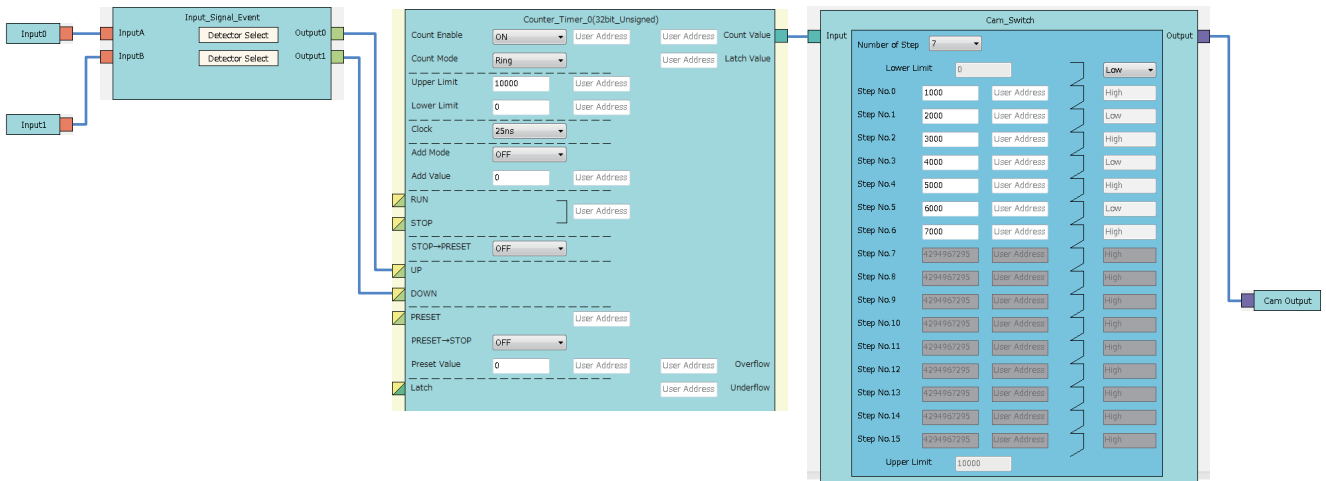 Input0
Input1
Input_Signal_Event
InputA Detector Select Output0
InputB Detector Select Output1
Counter_Timer_0(32bit_Unsigned)
Count Enable ON User Address User Address Count Value
Count Mode Ring User Address Latch Value
Upper Limit 10000 User Address
Lower Limit 0 User Address
Clock 25ns
Add Mode OFF
Add Value 0 User Address
RUN
User Address
STOP
STOP→PRESET OFF
UP
DOWN
PRESET User Address
PRESET→STOP OFF
Preset Value 0 User Address User Address Overflow
Latch User Address Underflow
Cam_Switch
Input Output
Number of Step 7
Lower Limit 0 Low
Step No.0 1000 User Address High
Step No.1 2000 User Address Low
Step No.2 3000 User Address High
Step No.3 4000 User Address Low
Step No.4 5000 User Address High
Step No.5 6000 User Address Low
Step No.6 7000 User Address High
Step No.7 4294967295 User Address High
Step No.8 4294967295 User Address High
Step No.9 4294967295 User Address High
Step No.10 4294967295 User Address High
Step No.11 4294967295 User Address High
Step No.12 4294967295 User Address High
Step No.13 4294967295 User Address High
Step No.14 4294967295 User Address High
Step No.15 4294967295 User Address High
Upper Limit 10000
Cam Output